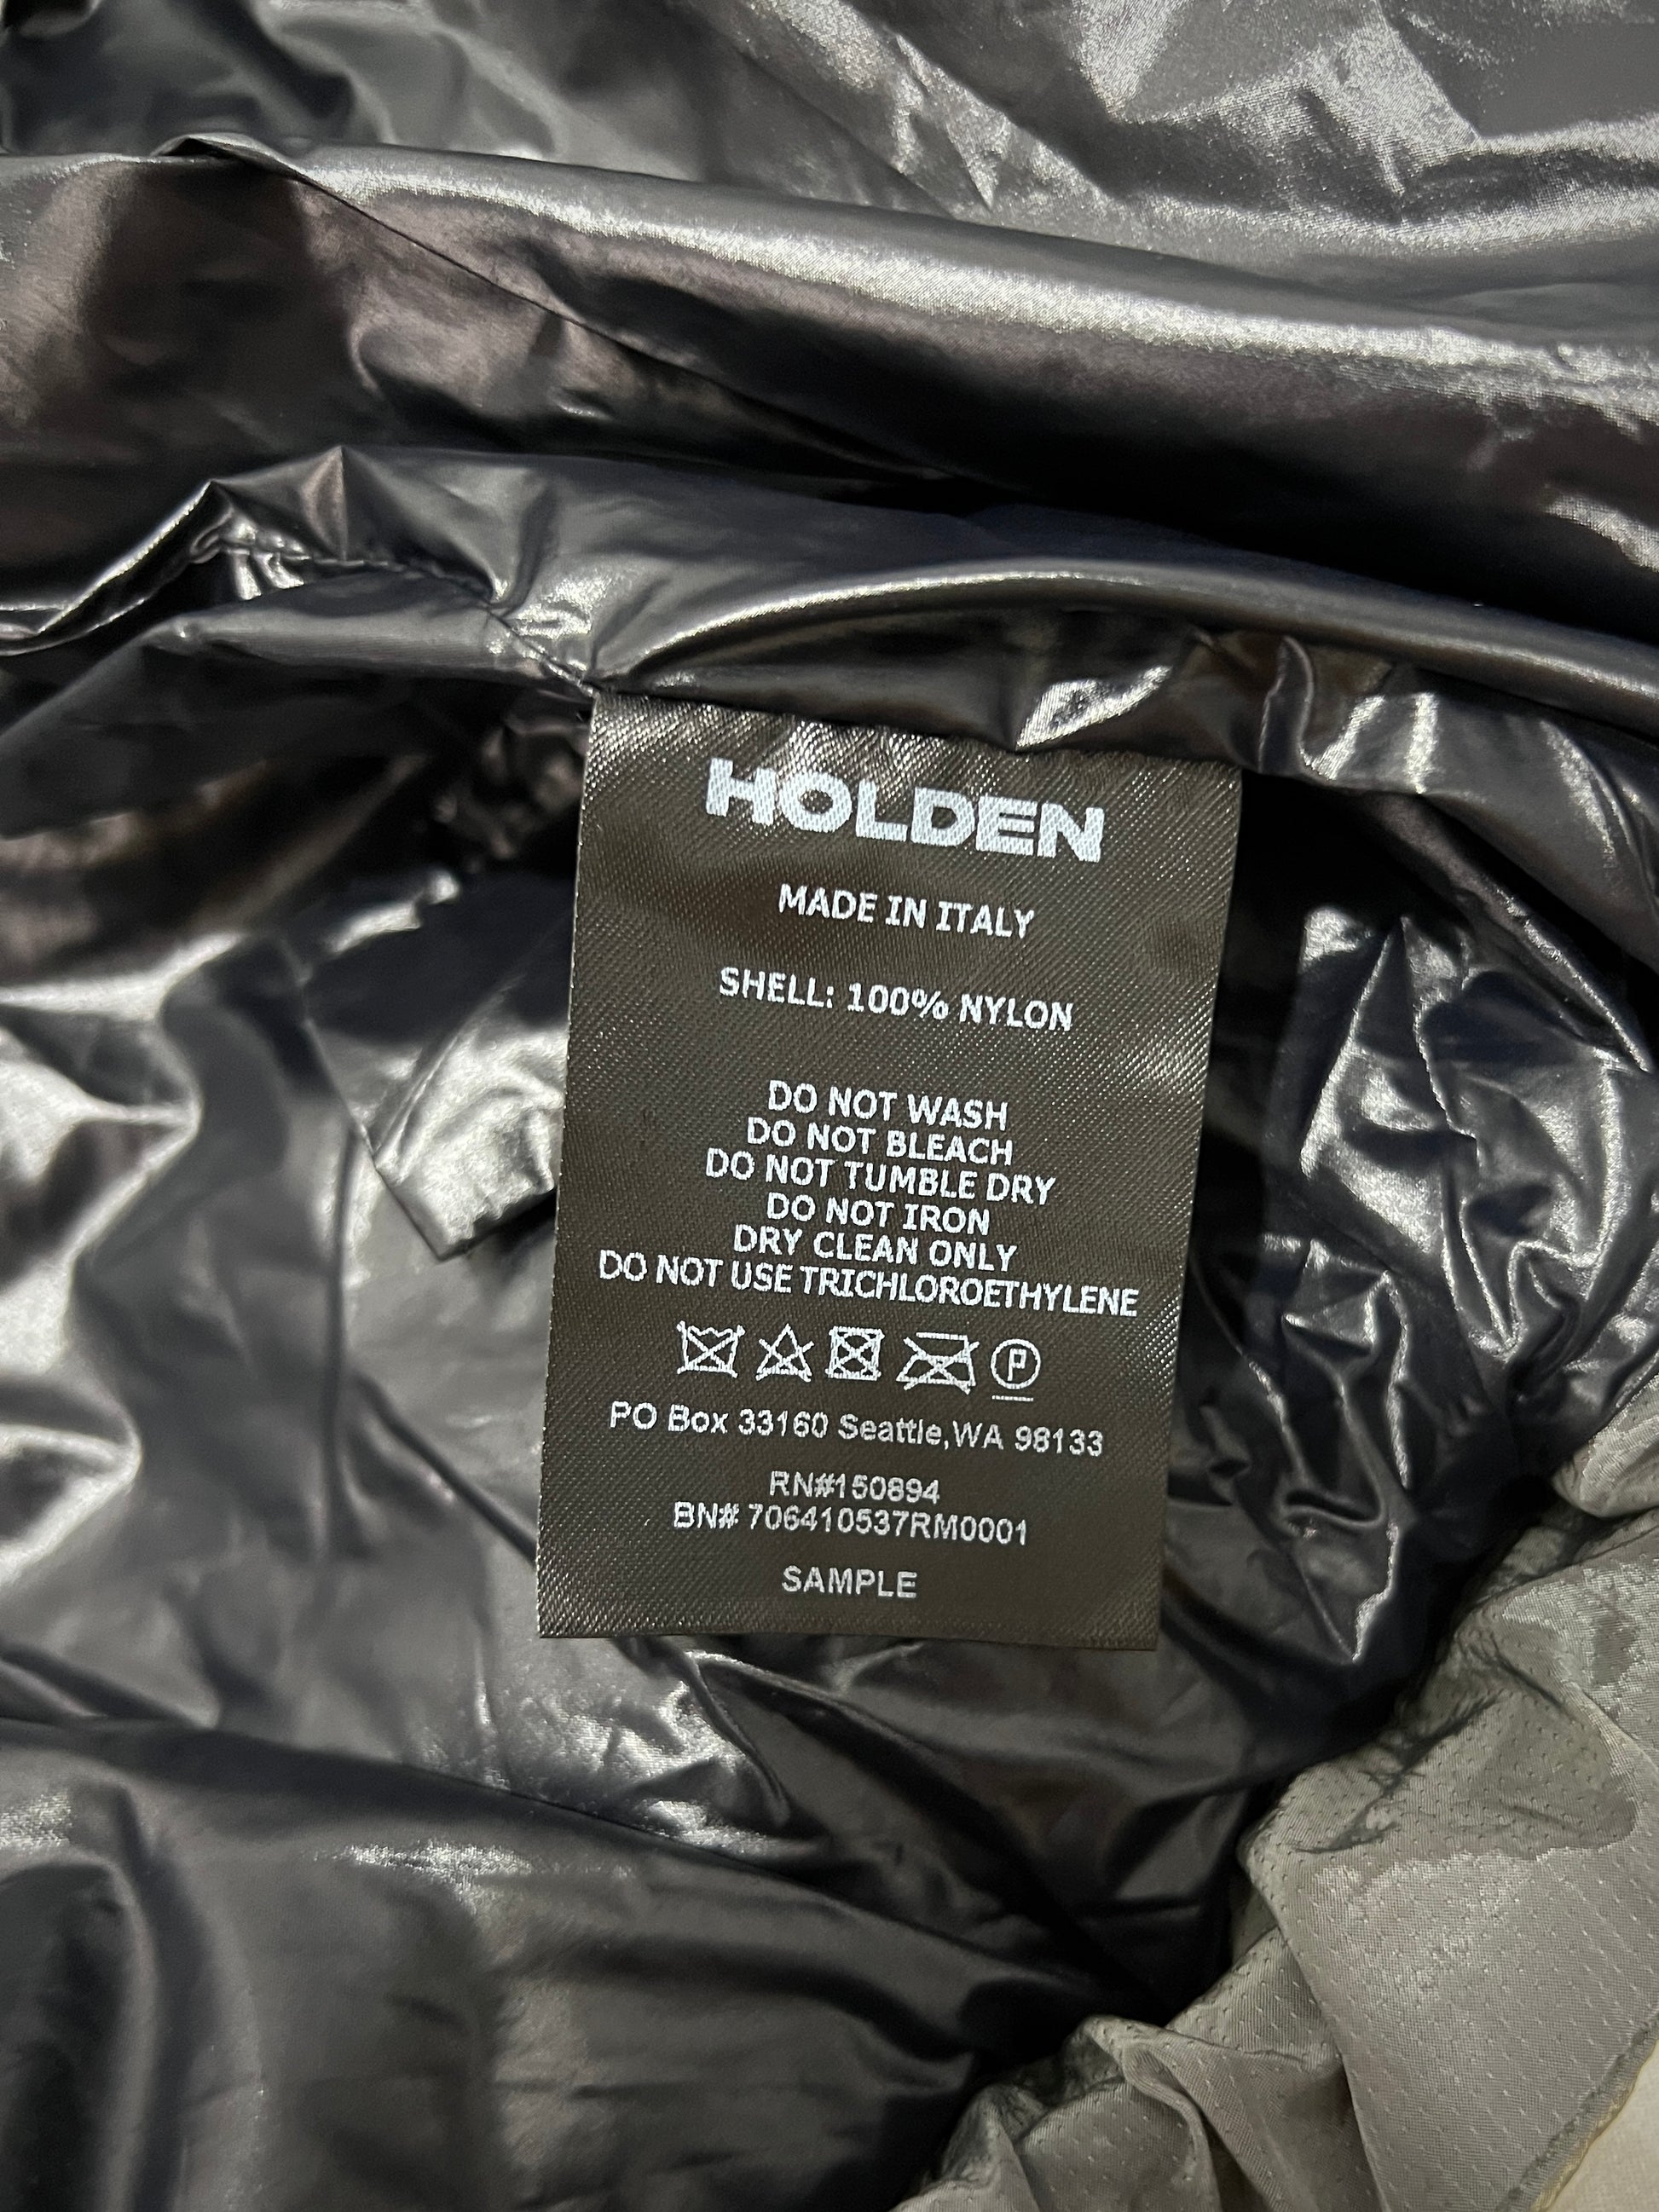 HOLDEN
MADE IN ITALY
SHELL: 100% NYLON
DO NOT WASH
DO NOT BLEACH
DO NOT TUMBLE DRY
DO NOT IRON
DRY CLEAN ONLY
DO NOT USE TRICHLOROETHYLENE
P
PO Box 33160 Seattle,WA 98133
RN#150894
BN# 706410537RM0001
SAMPLE